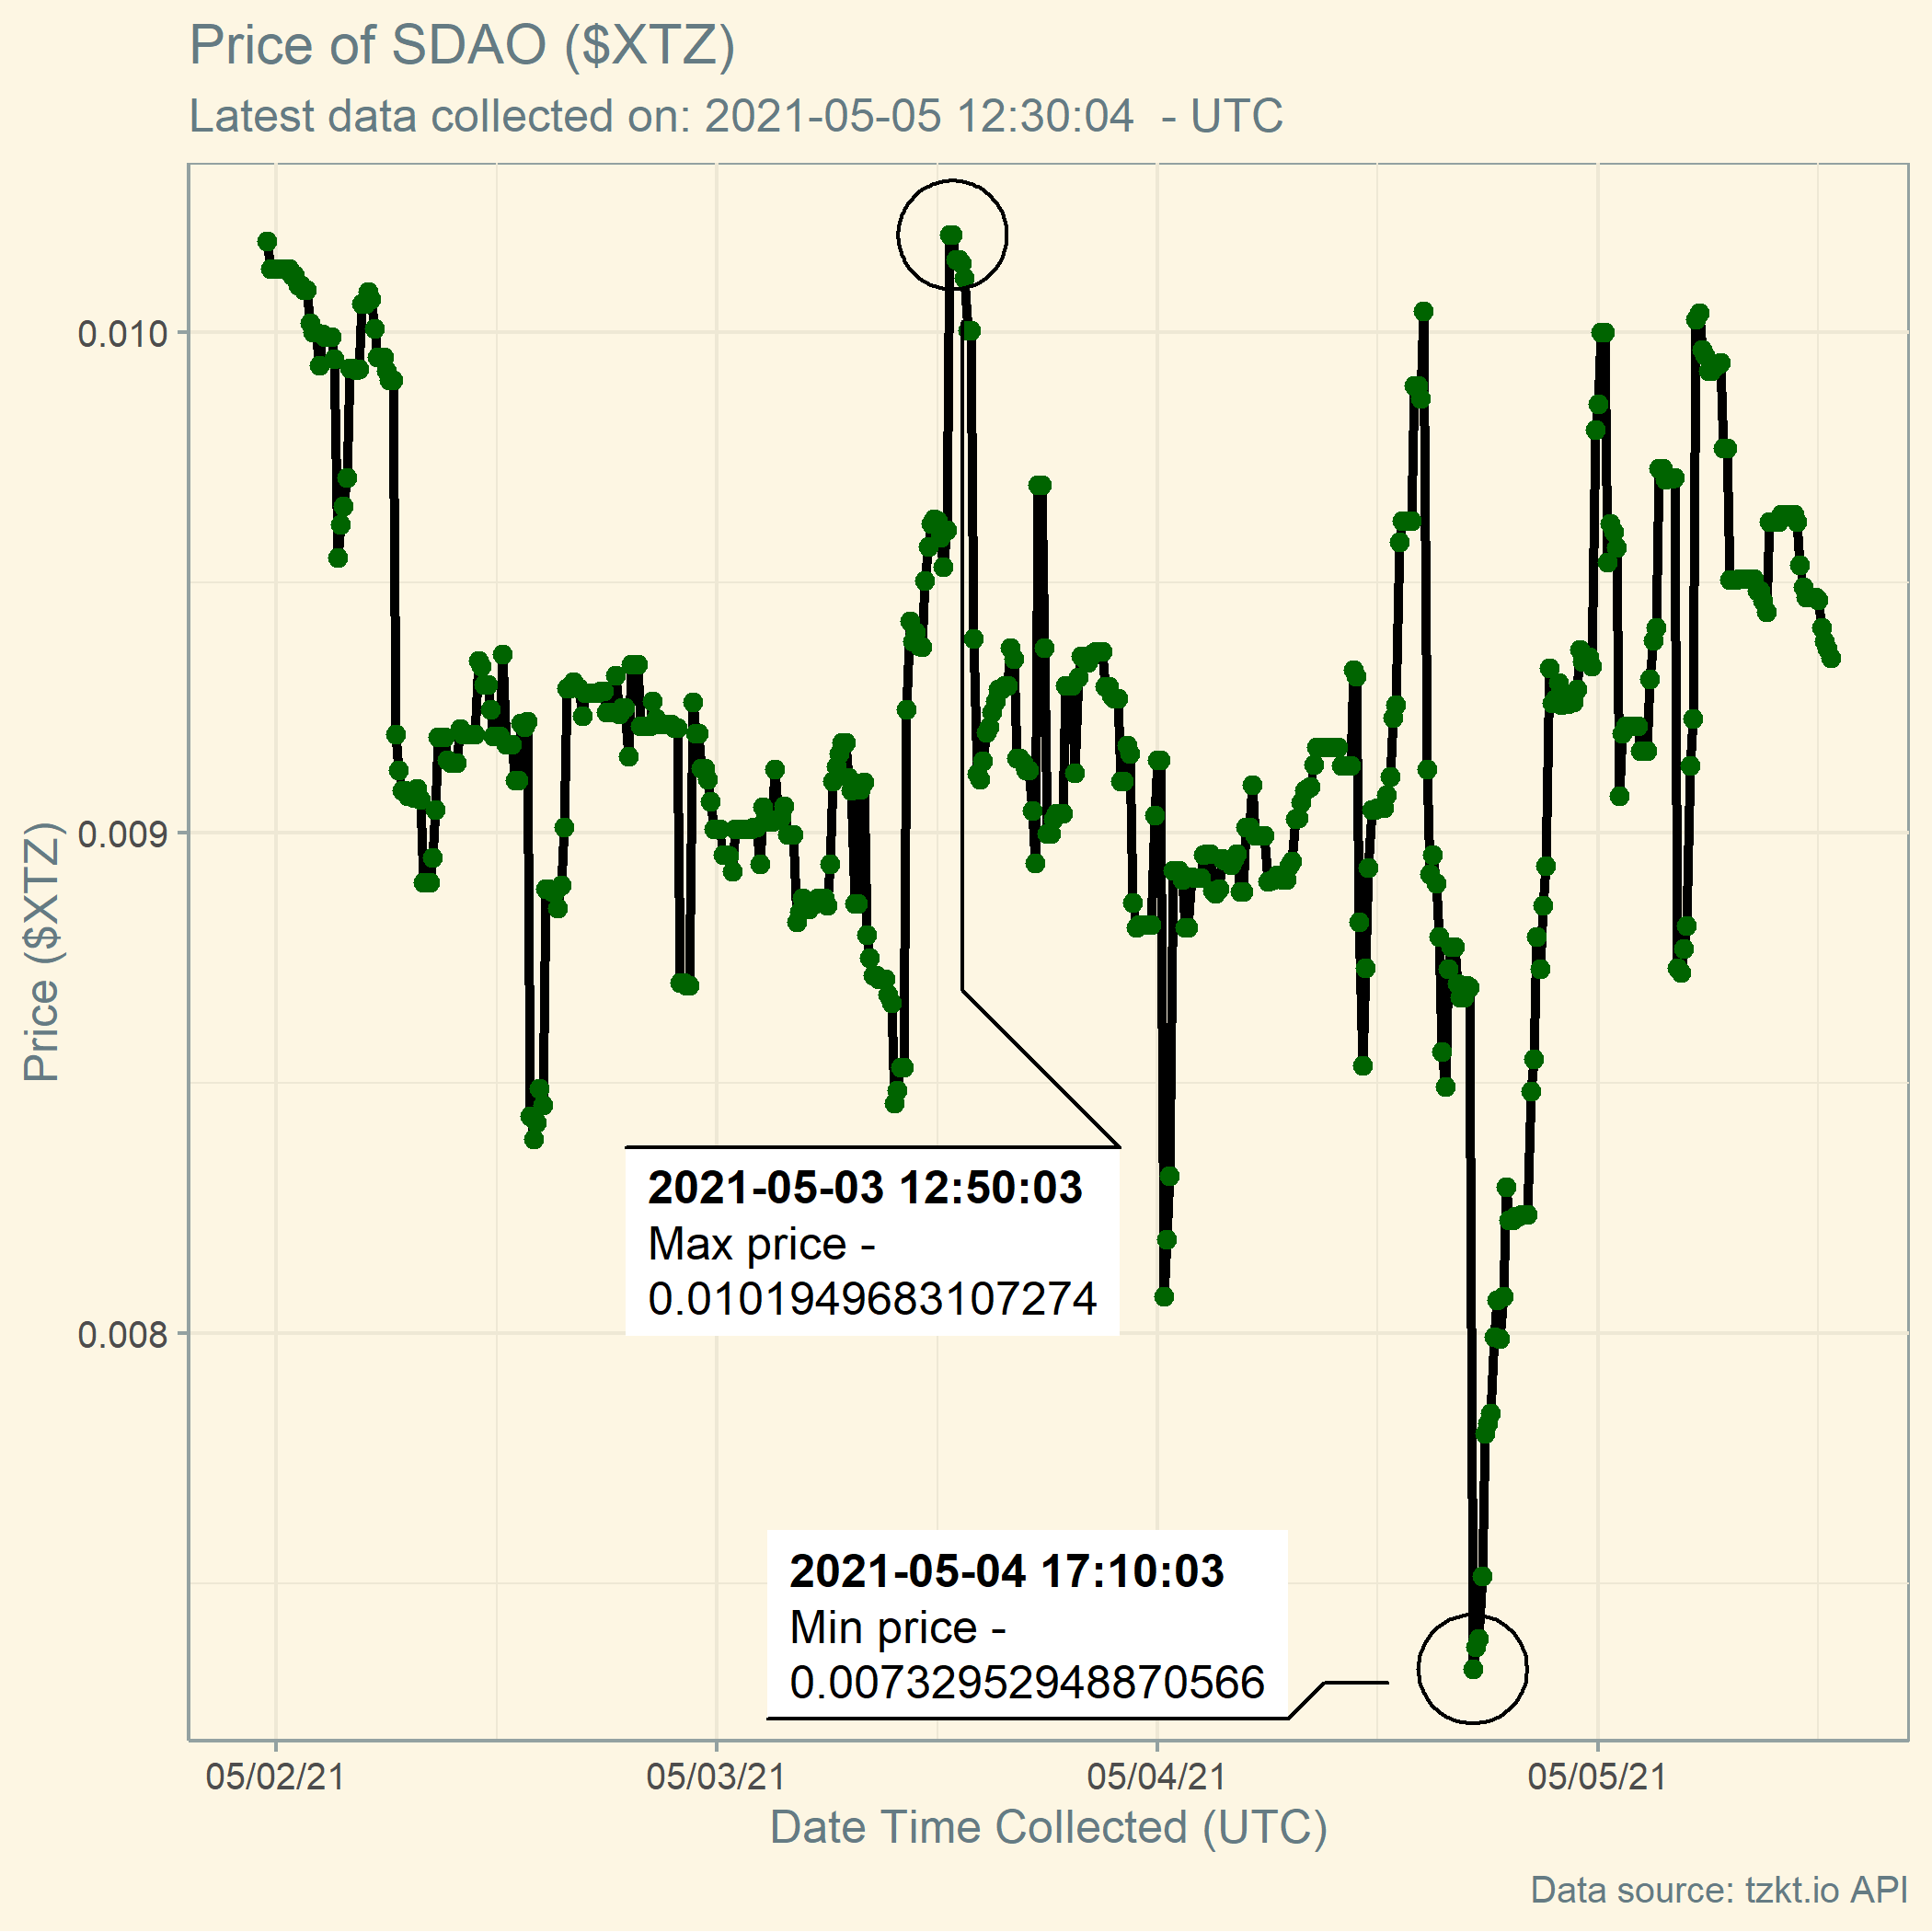 Price of SDAO ($XTZ)
Latest data collected on: 2021-05-05 12:30:04  - UTC
0.010
0.009
0.008
Price ($XTZ)
2021-05-03 12:50:03
Max price -
0.0101949683107274
2021-05-04 17:10:03
Min price -
0.00732952948870566
05/02/21
05/03/21
05/04/21
05/05/21
Date Time Collected (UTC)
Data source: tzkt.io API